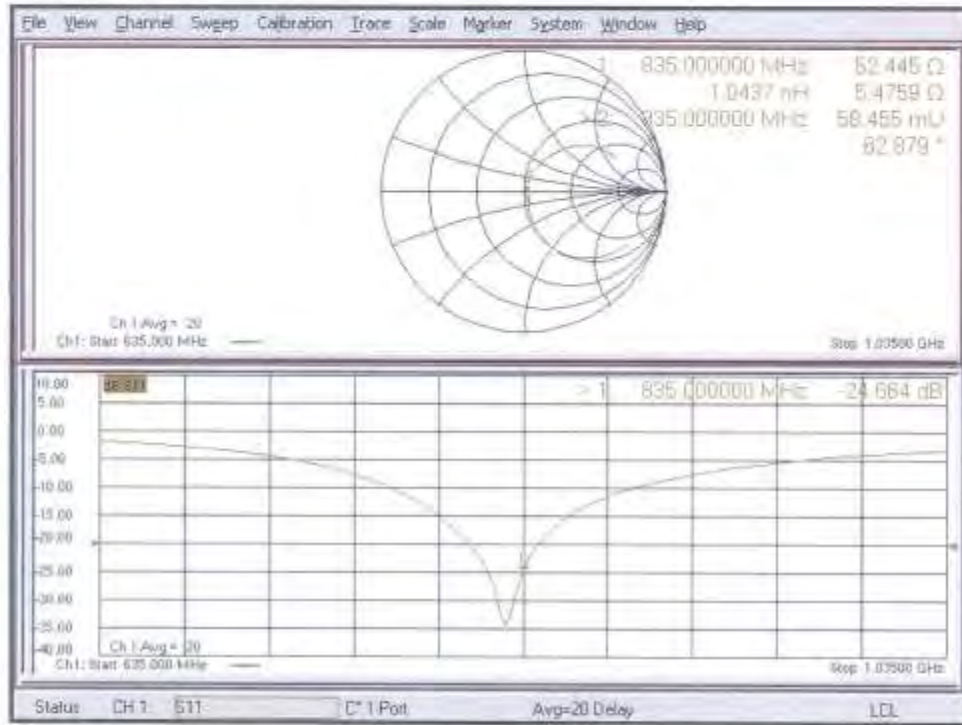 File View Channel Sweep Calibration Trace Scale Marker System Window Help
1 835.000000 MHz 52.445 Ω
1.0437 nH 5.4759 Ω
>2 835.000000 MHz 58.455 mU
62.879 °
Ch 1 Avg = 20
Ch1: Start 635.000 MHz
Stop 1.03500 GHz
10.00 dB S11
> 1 835.000000 MHz -24.664 dB
5.00
0.00
-5.00
-10.00
-15.00
-20.00
-25.00
-30.00
-35.00
-40.00
Ch 1 Avg = 20
Ch1: Start 635.000 MHz
Stop 1.03500 GHz
Status CH 1: S11 C* 1 Port Avg=20 Delay LCL